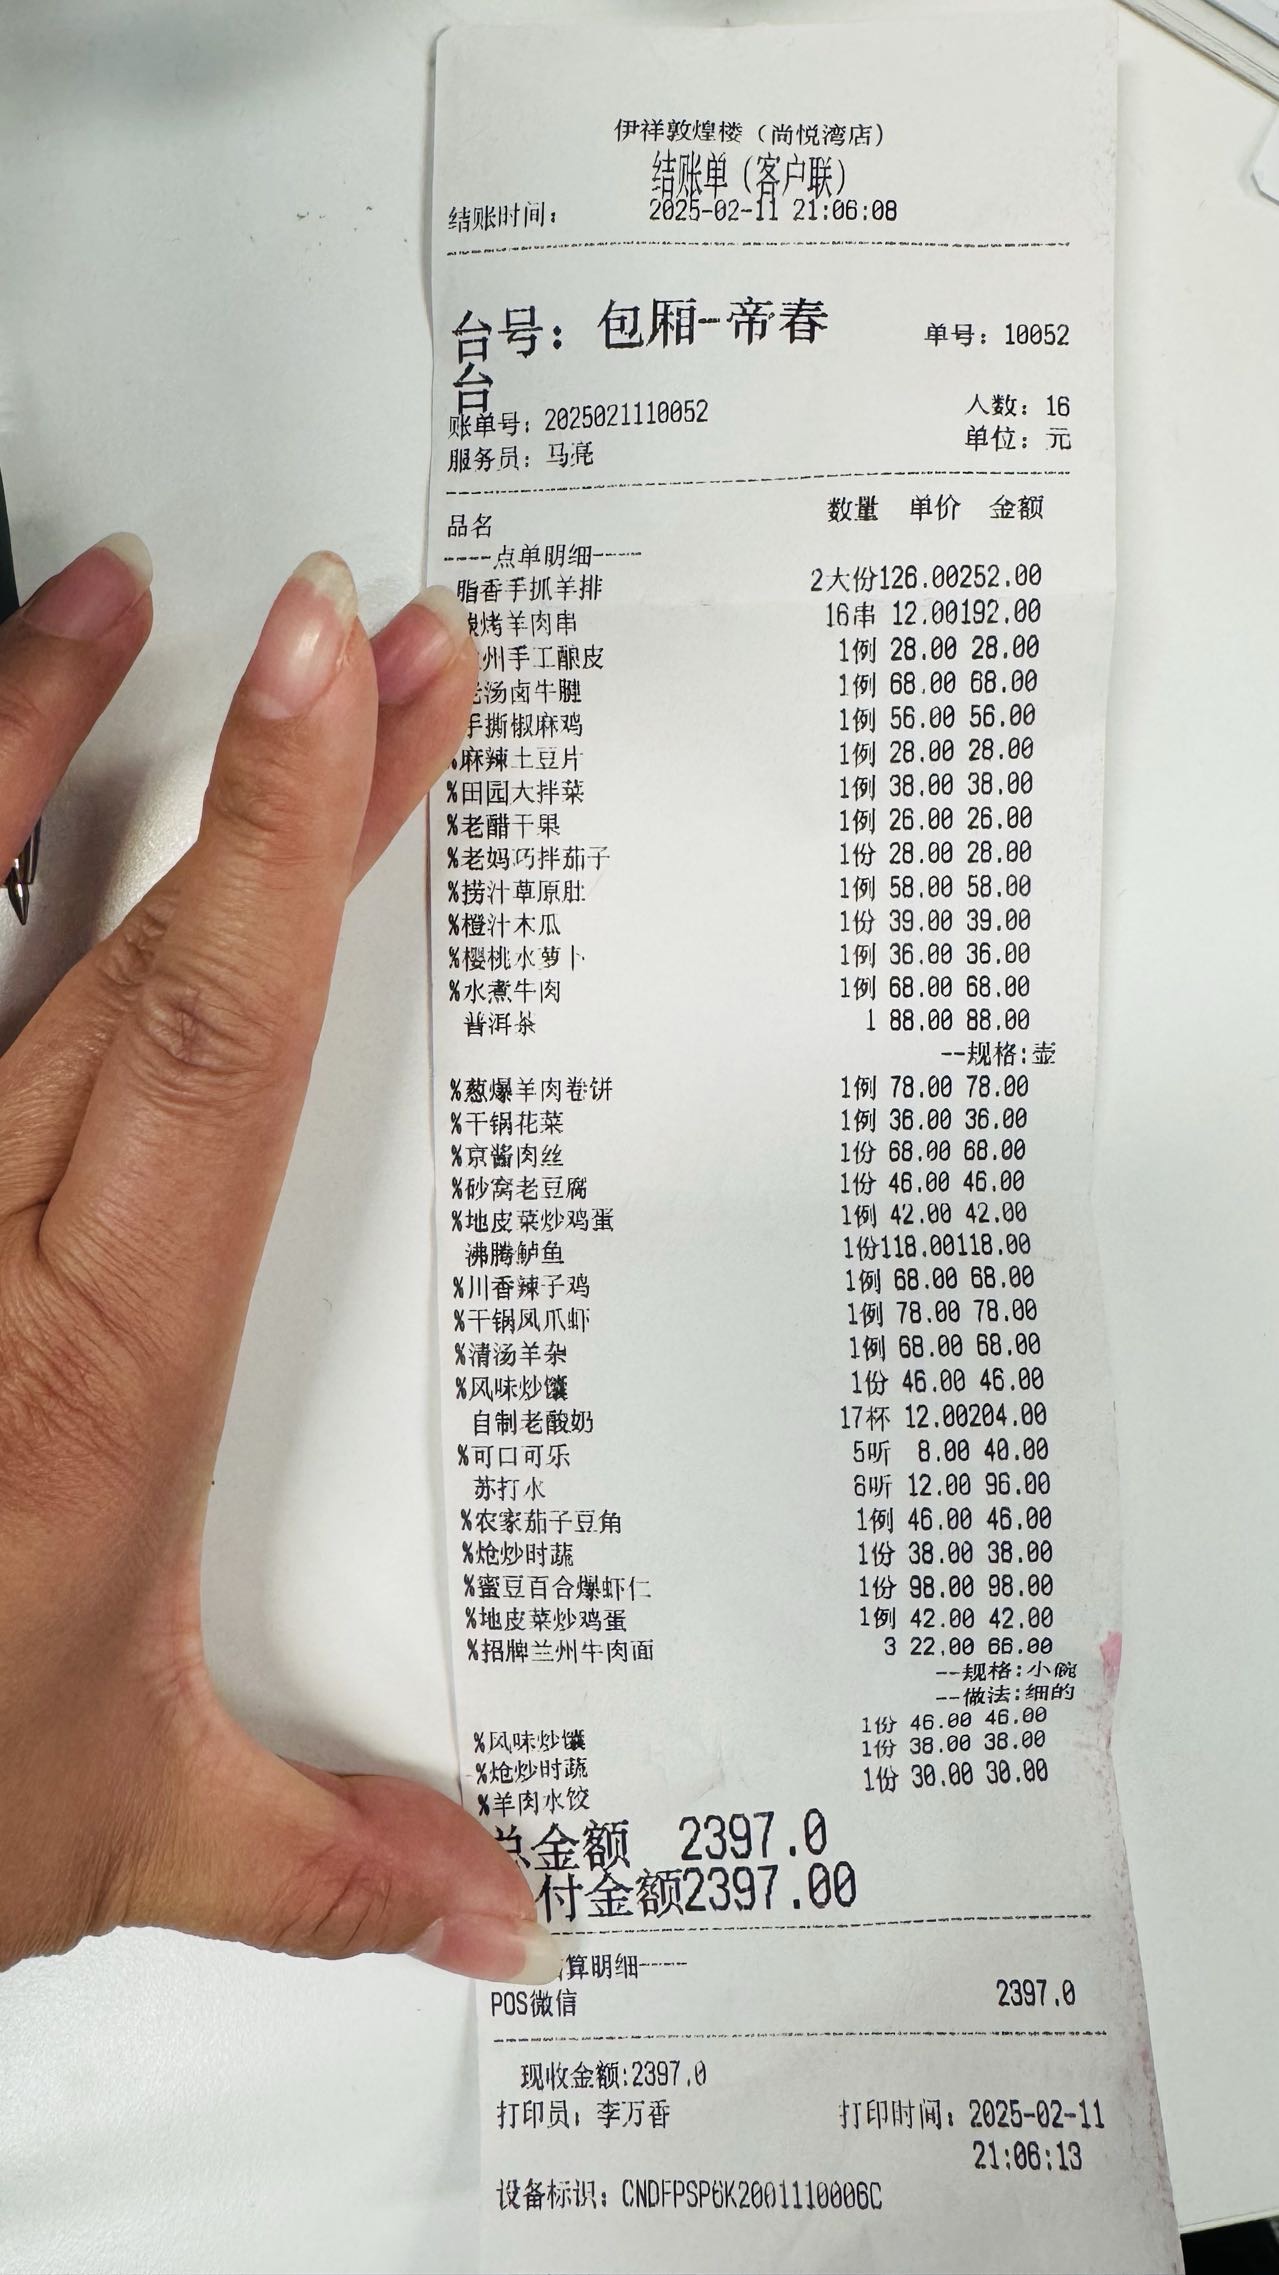 伊祥敦煌楼（尚悦湾店）
结账单（客户联）
结账时间： 2025-02-11 21:06:08
台号：包厢-帝春台 单号：10052
账单号：2025021110052 人数：16
服务员：马亮 单位：元
品名 数量 单价 金额
----点单明细----
脂香手抓羊排 2大份126.00252.00
烤羊肉串 16串 12.00192.00
州手工酿皮 1例 28.00 28.00
汤卤牛腱 1例 68.00 68.00
手撕椒麻鸡 1例 56.00 56.00
%麻辣土豆片 1例 28.00 28.00
%田园大拌菜 1例 38.00 38.00
%老醋干果 1例 26.00 26.00
%老妈巧拌茄子 1份 28.00 28.00
%捞汁草原肚 1例 58.00 58.00
%橙汁木瓜 1份 39.00 39.00
%樱桃水萝卜 1例 36.00 36.00
%水煮牛肉 1例 68.00 68.00
普洱茶 1 88.00 88.00
--规格:壶
%葱爆羊肉卷饼 1例 78.00 78.00
%干锅花菜 1例 36.00 36.00
%京酱肉丝 1份 68.00 68.00
%砂窝老豆腐 1份 46.00 46.00
%地皮菜炒鸡蛋 1例 42.00 42.00
沸腾鲈鱼 1份118.00118.00
%川香辣子鸡 1例 68.00 68.00
%干锅凤爪虾 1例 78.00 78.00
%清汤羊杂 1例 68.00 68.00
%风味炒馕 1份 46.00 46.00
自制老酸奶 17杯 12.00204.00
%可口可乐 5听 8.00 40.00
苏打水 8听 12.00 96.00
%农家茄子豆角 1例 46.00 46.00
%炝炒时蔬 1份 38.00 38.00
%蜜豆百合爆虾仁 1份 98.00 98.00
%地皮菜炒鸡蛋 1例 42.00 42.00
%招牌兰州牛肉面 3 22.00 66.00
--规格:小碗
--做法:细的
%风味炒馕 1份 46.00 46.00
%炝炒时蔬 1份 38.00 38.00
%羊肉水饺 1份 30.00 30.00
总金额 2397.0
付金额2397.00
算明细----
POS微信 2397.0
现收金额:2397.0
打印员：李万香 打印时间：2025-02-11
21:06:13
设备标识：CNDFPSP6K2001110006C